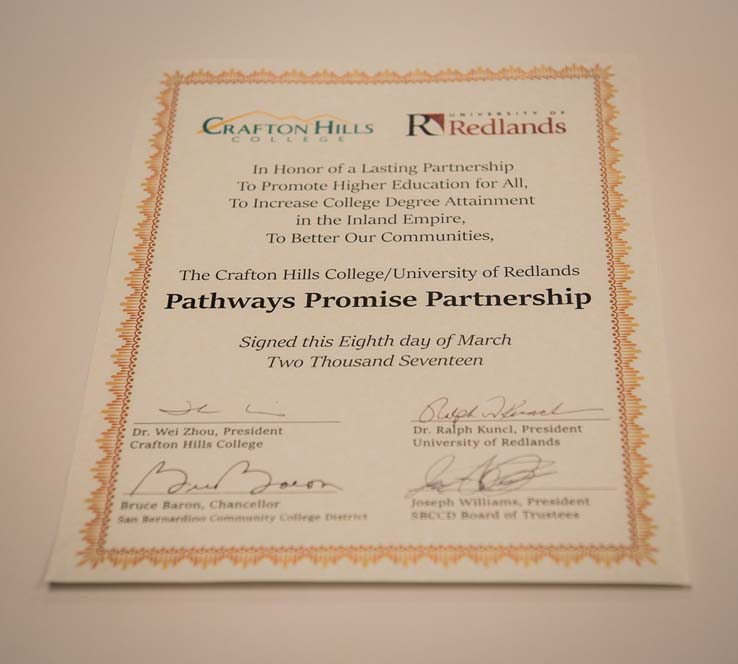 CRAFTON HILLS
COLLEGE
UNIVERSITY OF
Redlands
In Honor of a Lasting Partnership
To Promote Higher Education for All,
To Increase College Degree Attainment
in the Inland Empire,
To Better Our Communities,
The Crafton Hills College/University of Redlands
Pathways Promise Partnership
Signed this Eighth day of March
Two Thousand Seventeen
Ralph W Kuncl
Dr. Wei Zhou, President
Crafton Hills College
Dr. Ralph Kuncl, President
University of Redlands
Bruce Baron
Bruce Baron, Chancellor
San Bernardino Community College District
Joseph Williams, President
SBCCD Board of Trustees